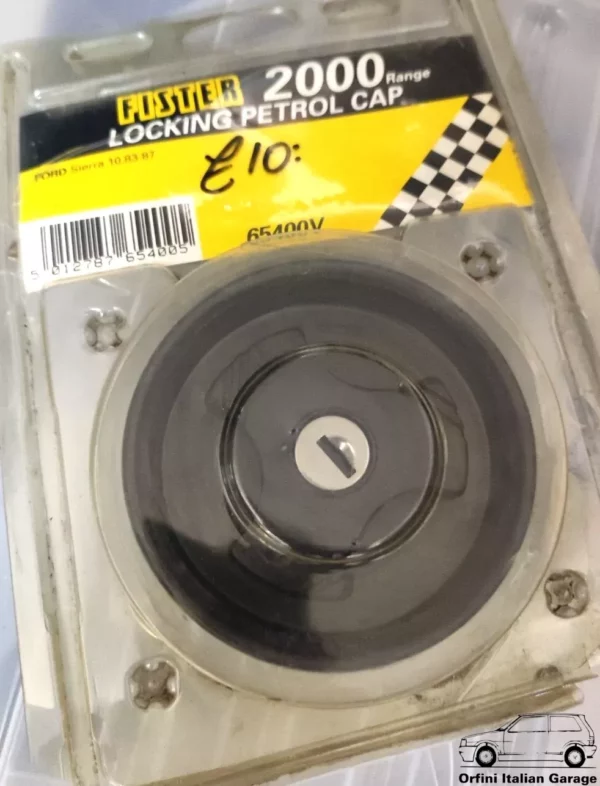 FISTER 2000 Range
LOCKING PETROL CAP
FORD Sierra 10.83-87
£10:
5 012787 654005
65400V
Orfini Italian Garage